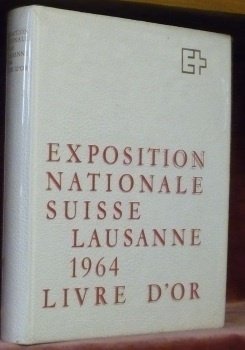 EXPOSITION
NATIONALE
SUISSE
LAUSANNE
1964
LIVRE D'OR